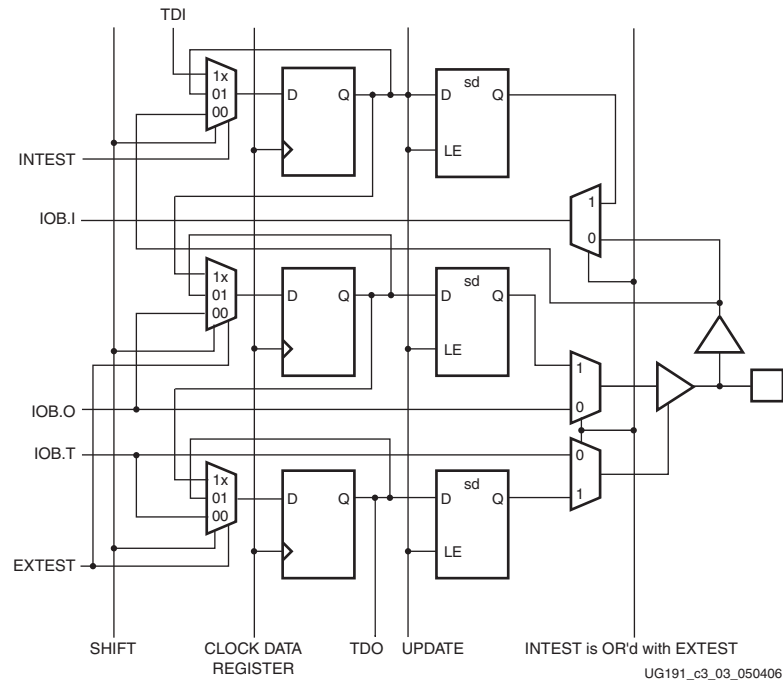 TDI
1x
01
00
D
Q
sd
D
Q
LE
INTEST
IOB.I
1
0
1x
01
00
D
Q
sd
D
Q
LE
1
0
IOB.O
IOB.T
0
1
1x
01
00
D
Q
sd
D
Q
LE
EXTEST
SHIFT
CLOCK DATA
REGISTER
TDO
UPDATE
INTEST is OR'd with EXTEST
UG191_c3_03_050406